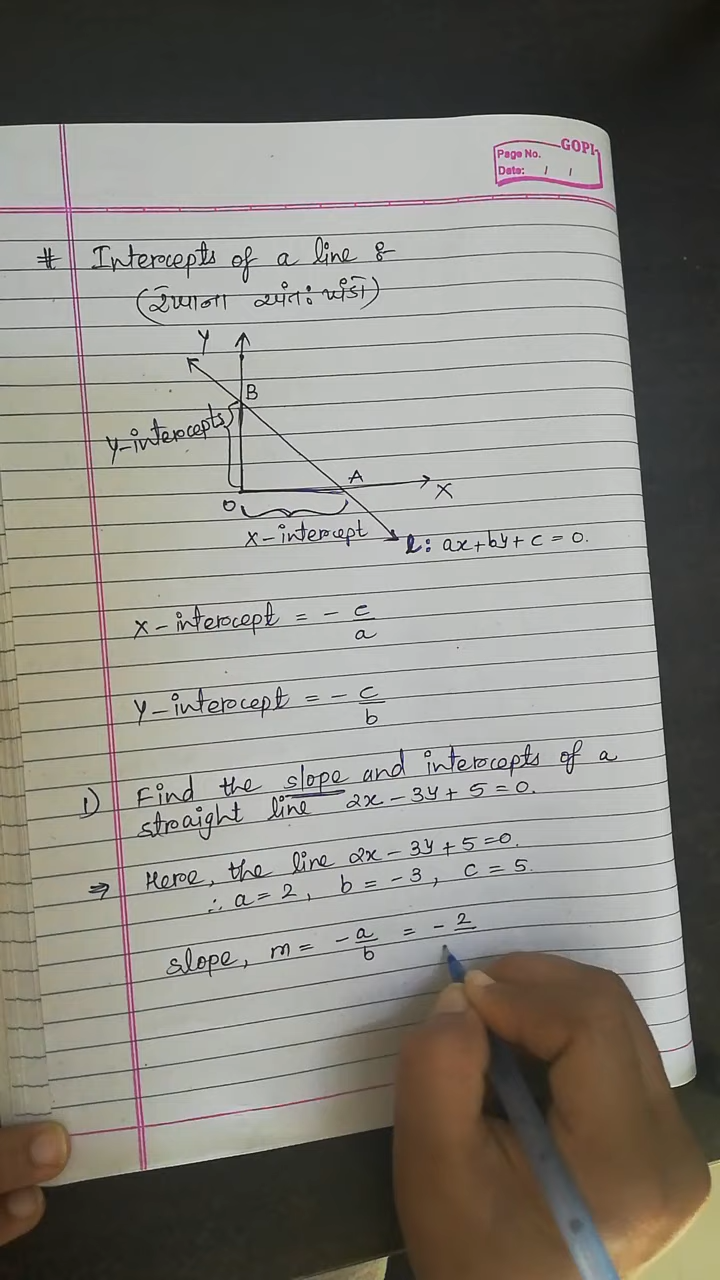 GOPI
Page No.
Date: / /
# Intercepts of a line :-
(રેખાના અંત: ખંડો)
Y
B
Y-intercepts
A
X
O
X-intercept
l: ax+by+c = 0.
X-intercept = - c/a
Y-intercept = - c/b
1) Find the slope and intercepts of a
straight line 2x - 3y + 5 = 0.
⇒ Here, the line 2x - 3y + 5 = 0.
∴ a = 2, b = -3, c = 5.
slope, m = - a/b = - 2